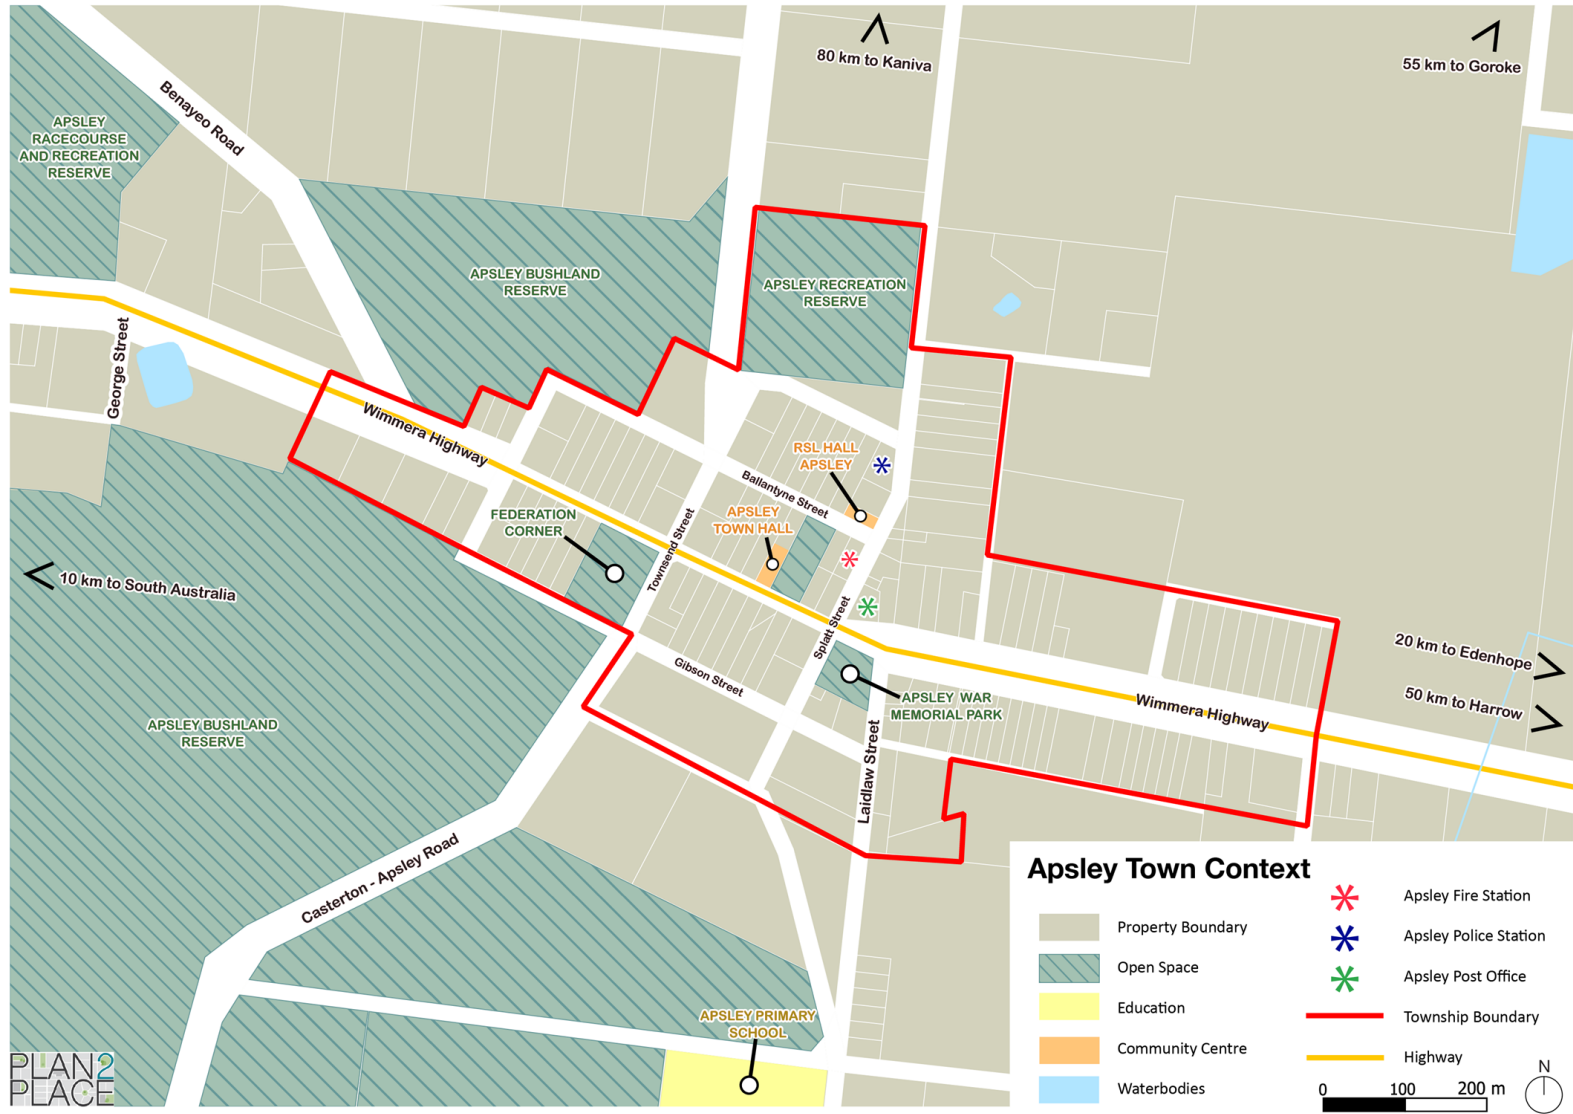 80 km to Kaniva
55 km to Goroke
Benayeo Road
APSLEY
RACECOURSE
AND RECREATION
RESERVE
APSLEY BUSHLAND
RESERVE
APSLEY RECREATION
RESERVE
George Street
Wimmera Highway
RSL HALL
APSLEY
Ballantyne Street
APSLEY
TOWN HALL
FEDERATION
CORNER
Townsend Street
10 km to South Australia
Splatt Street
Gibson Street
20 km to Edenhope
50 km to Harrow
APSLEY WAR
MEMORIAL PARK
Wimmera Highway
APSLEY BUSHLAND
RESERVE
Laidlaw Street
Casterton - Apsley Road
APSLEY PRIMARY
SCHOOL
Apsley Town Context
Property Boundary
Open Space
Education
Community Centre
Waterbodies
Apsley Fire Station
Apsley Police Station
Apsley Post Office
Township Boundary
Highway
0 100 200 m
N
PLAN2
PLACE